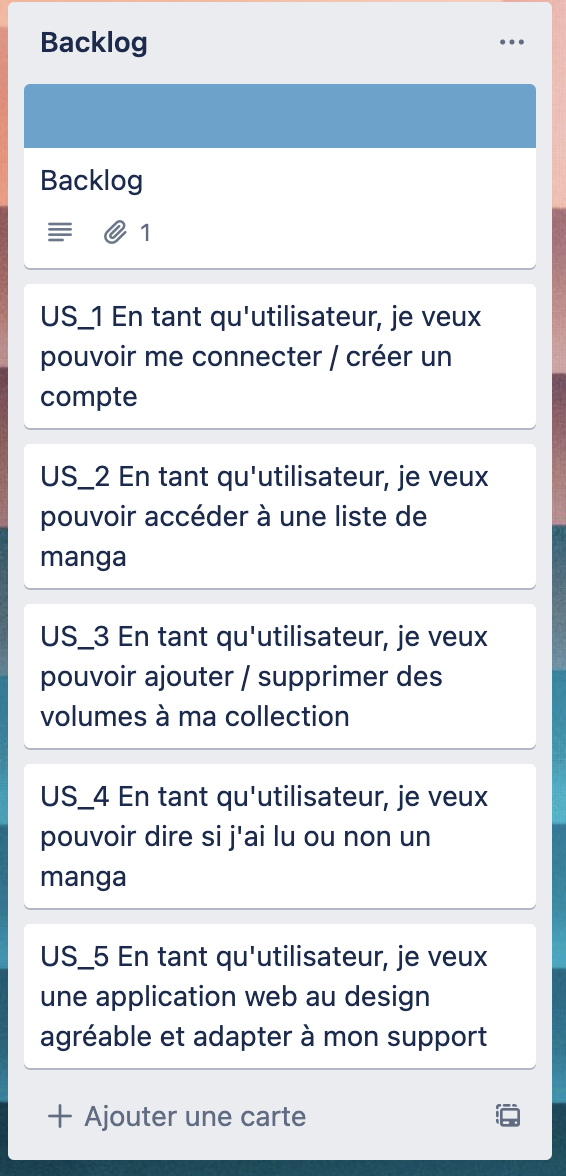 Backlog
Backlog
1
US_1 En tant qu'utilisateur, je veux
pouvoir me connecter / créer un
compte
US_2 En tant qu'utilisateur, je veux
pouvoir accéder à une liste de
manga
US_3 En tant qu'utilisateur, je veux
pouvoir ajouter / supprimer des
volumes à ma collection
US_4 En tant qu'utilisateur, je veux
pouvoir dire si j'ai lu ou non un
manga
US_5 En tant qu'utilisateur, je veux
une application web au design
agréable et adapter à mon support
Ajouter une carte